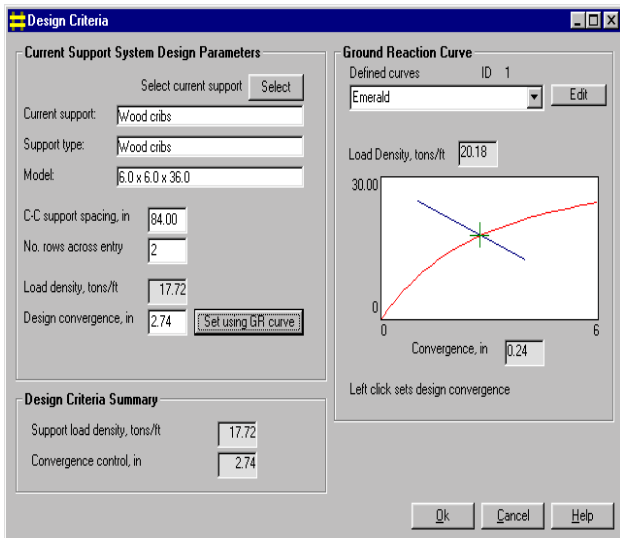 Design Criteria
Current Support System Design Parameters
Select current support Select
Current support: Wood cribs
Support type: Wood cribs
Model: 6.0 x 6.0 x 36.0
C-C support spacing, in 84.00
No. rows across entry 2
Load density, tons/ft 17.72
Design convergence, in 2.74 Set using GR curve
Design Criteria Summary
Support load density, tons/ft 17.72
Convergence control, in 2.74
Ground Reaction Curve
Defined curves ID 1
Emerald Edit
Load Density, tons/ft 20.18
30.00
0
0 6
Convergence, in 0.24
Left click sets design convergence
Ok Cancel Help